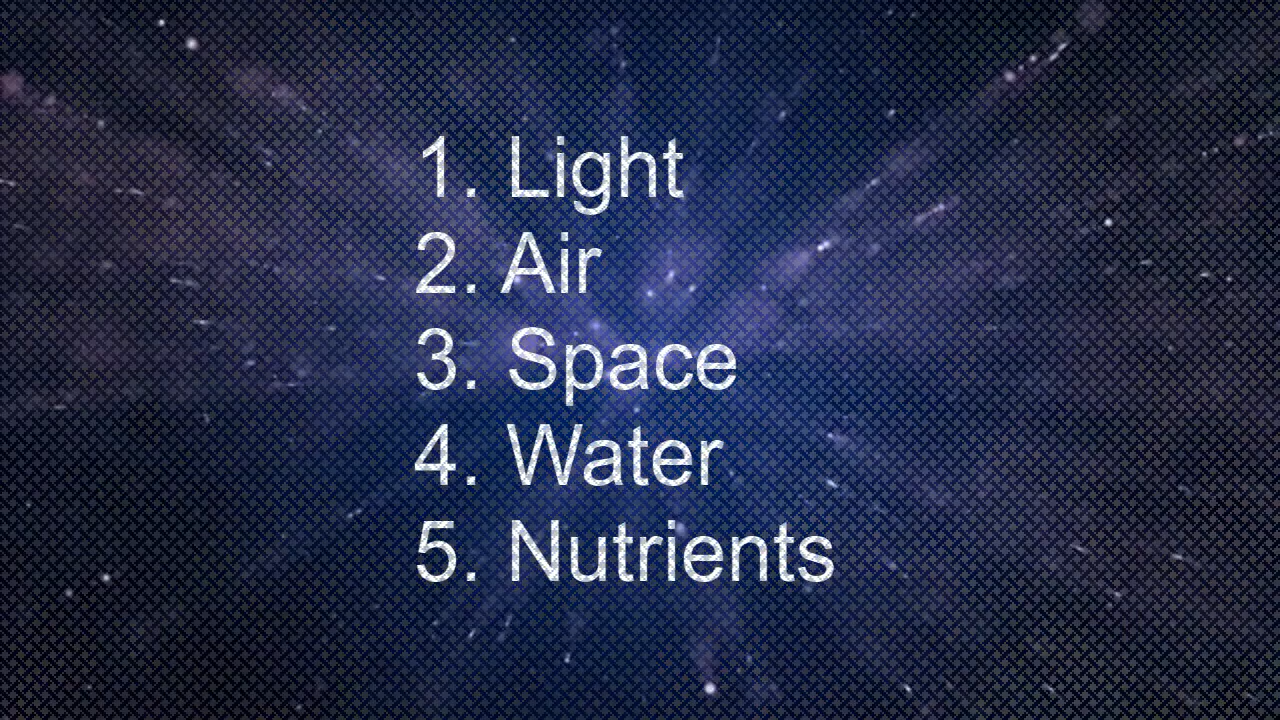 1. Light
2. Air
3. Space
4. Water
5. Nutrients